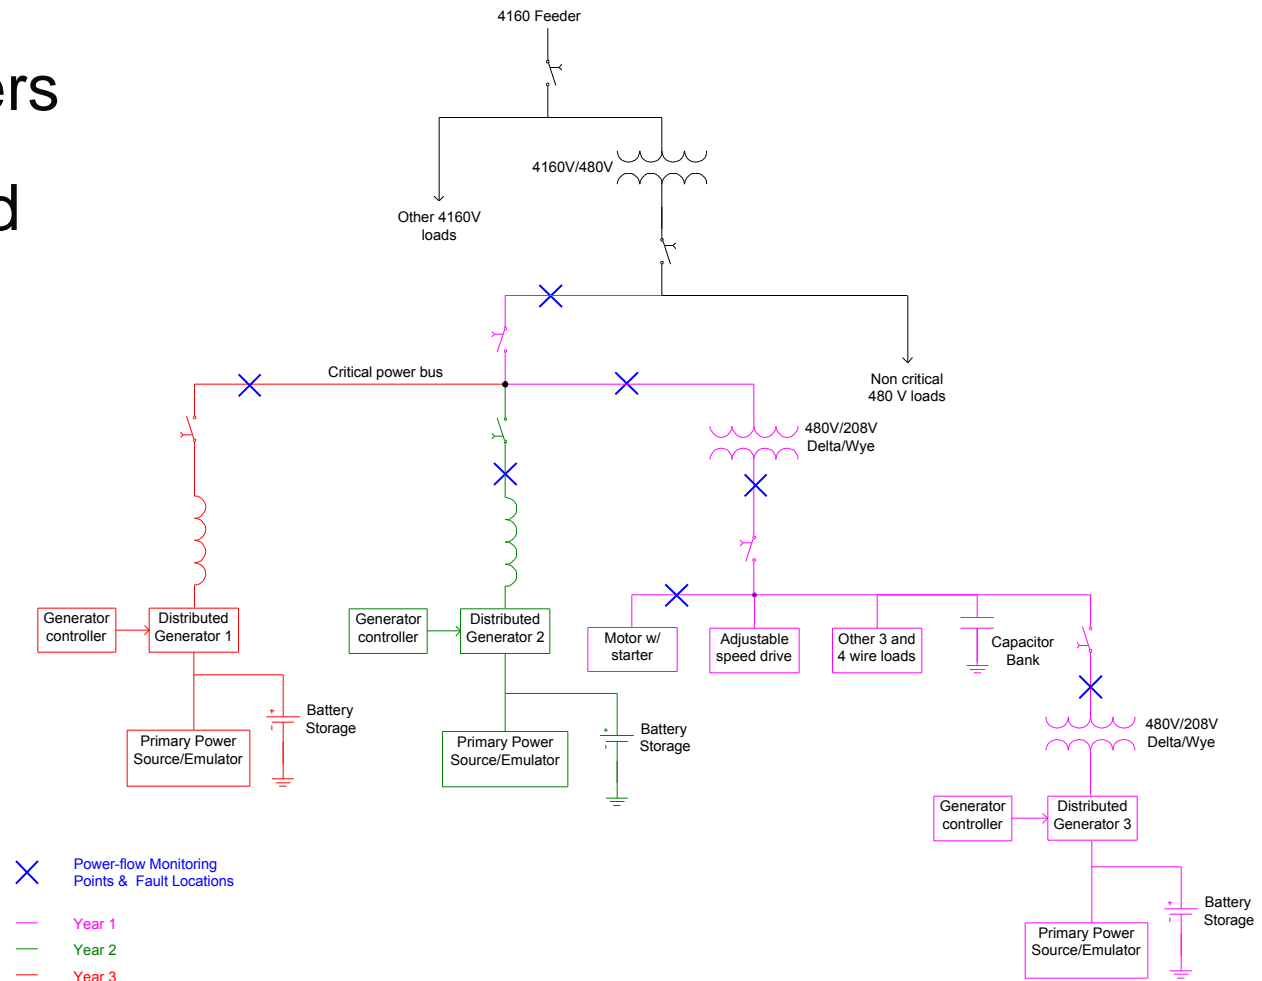 4160 Feeder
ers
d
4160V/480V
Other 4160V
loads
Non critical
480 V loads
Critical power bus
480V/208V
Delta/Wye
Generator
controller
Distributed
Generator 1
Generator
controller
Distributed
Generator 2
Motor w/
starter
Adjustable
speed drive
Other 3 and
4 wire loads
Capacitor
Bank
+
-
Battery
Storage
Primary Power
Source/Emulator
+
-
Battery
Storage
Primary Power
Source/Emulator
480V/208V
Delta/Wye
Generator
controller
Distributed
Generator 3
+
-
Battery
Storage
Primary Power
Source/Emulator
Power-flow Monitoring
Points & Fault Locations
Year 1
Year 2
Year 3